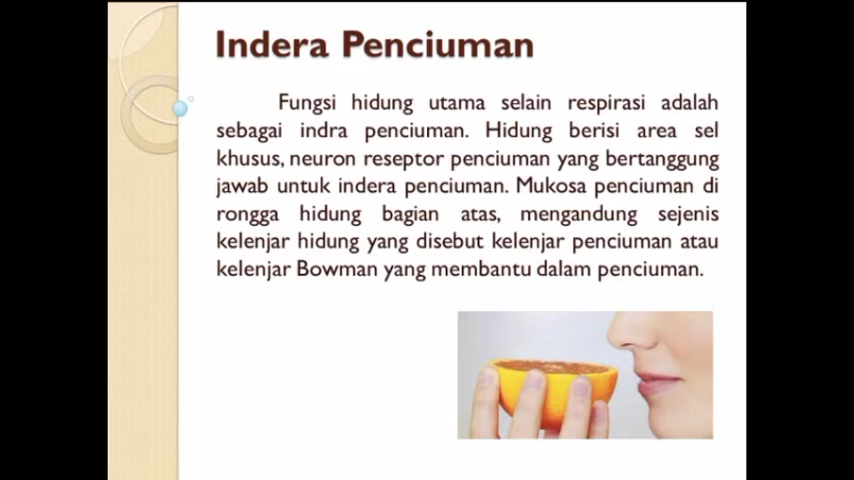 Indera Penciuman
Fungsi hidung utama selain respirasi adalah
sebagai indra penciuman. Hidung berisi area sel
khusus, neuron reseptor penciuman yang bertanggung
jawab untuk indera penciuman. Mukosa penciuman di
rongga hidung bagian atas, mengandung sejenis
kelenjar hidung yang disebut kelenjar penciuman atau
kelenjar Bowman yang membantu dalam penciuman.